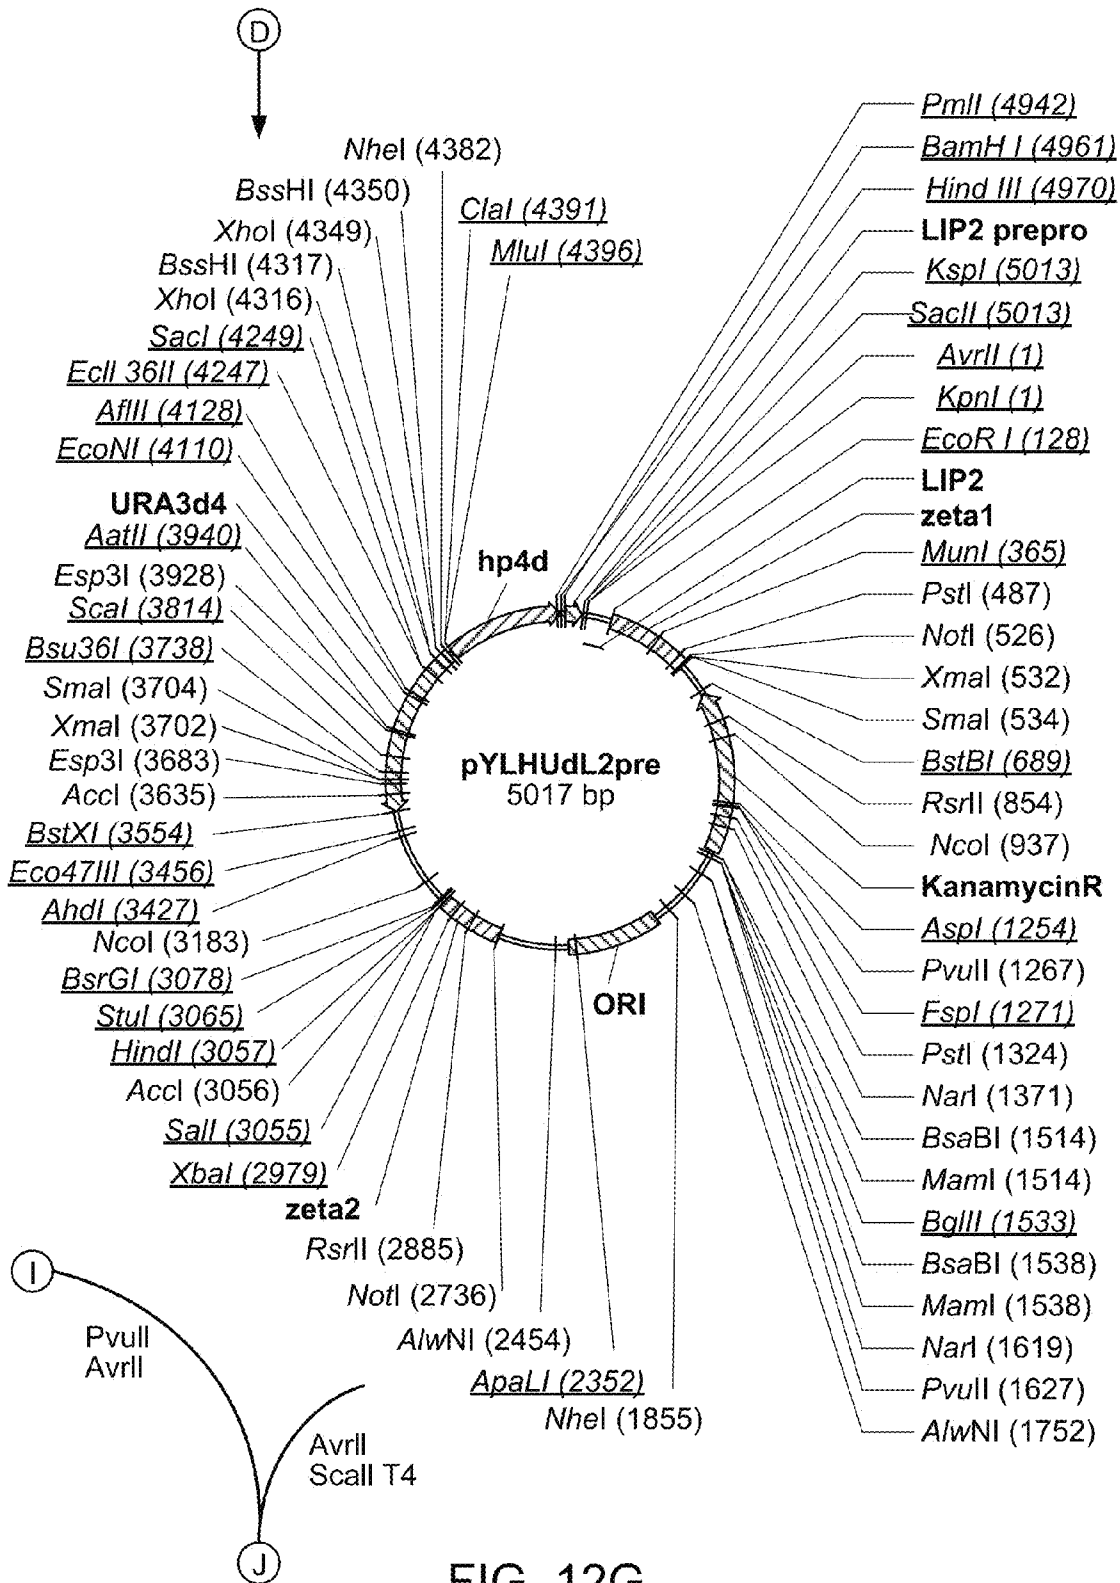 D
NheI (4382)
BssHI (4350)
XhoI (4349)
BssHI (4317)
XhoI (4316)
SacI (4249)
Ecll 36II (4247)
AflII (4128)
EcoNI (4110)
URA3d4
AatII (3940)
Esp3I (3928)
ScaI (3814)
Bsu36I (3738)
SmaI (3704)
XmaI (3702)
Esp3I (3683)
AccI (3635)
BstXI (3554)
Eco47III (3456)
AhdI (3427)
NcoI (3183)
BsrGI (3078)
StuI (3065)
HindI (3057)
AccI (3056)
SalI (3055)
XbaI (2979)
zeta2
RsrII (2885)
NotI (2736)
AlwNI (2454)
ApaLI (2352)
NheI (1855)
ClaI (4391)
MluI (4396)
hp4d
pYLHUdL2pre
5017 bp
ORI
PmlI (4942)
BamH I (4961)
Hind III (4970)
LIP2 prepro
KspI (5013)
SacII (5013)
AvrII (1)
KpnI (1)
EcoR I (128)
LIP2
zeta1
MunI (365)
PstI (487)
NotI (526)
XmaI (532)
SmaI (534)
BstBI (689)
RsrII (854)
NcoI (937)
KanamycinR
AspI (1254)
PvuII (1267)
FspI (1271)
PstI (1324)
NarI (1371)
BsaBI (1514)
MamI (1514)
BglII (1533)
BsaBI (1538)
MamI (1538)
NarI (1619)
PvuII (1627)
AlwNI (1752)
I
PvuII
AvrII
AvrII
ScaII T4
J
FIG. 12G